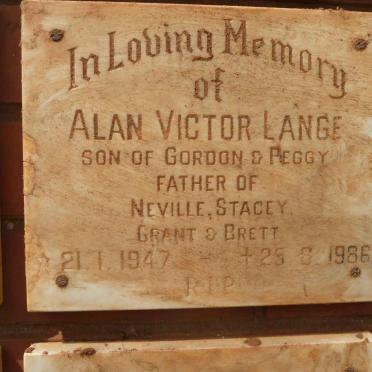 In Loving Memory
of
ALAN VICTOR LANGE
SON OF GORDON & PEGGY
FATHER OF
NEVILLE, STACEY
GRANT & BRETT
* 21 1. 1947 - + 25 8 1986
R.I.P.